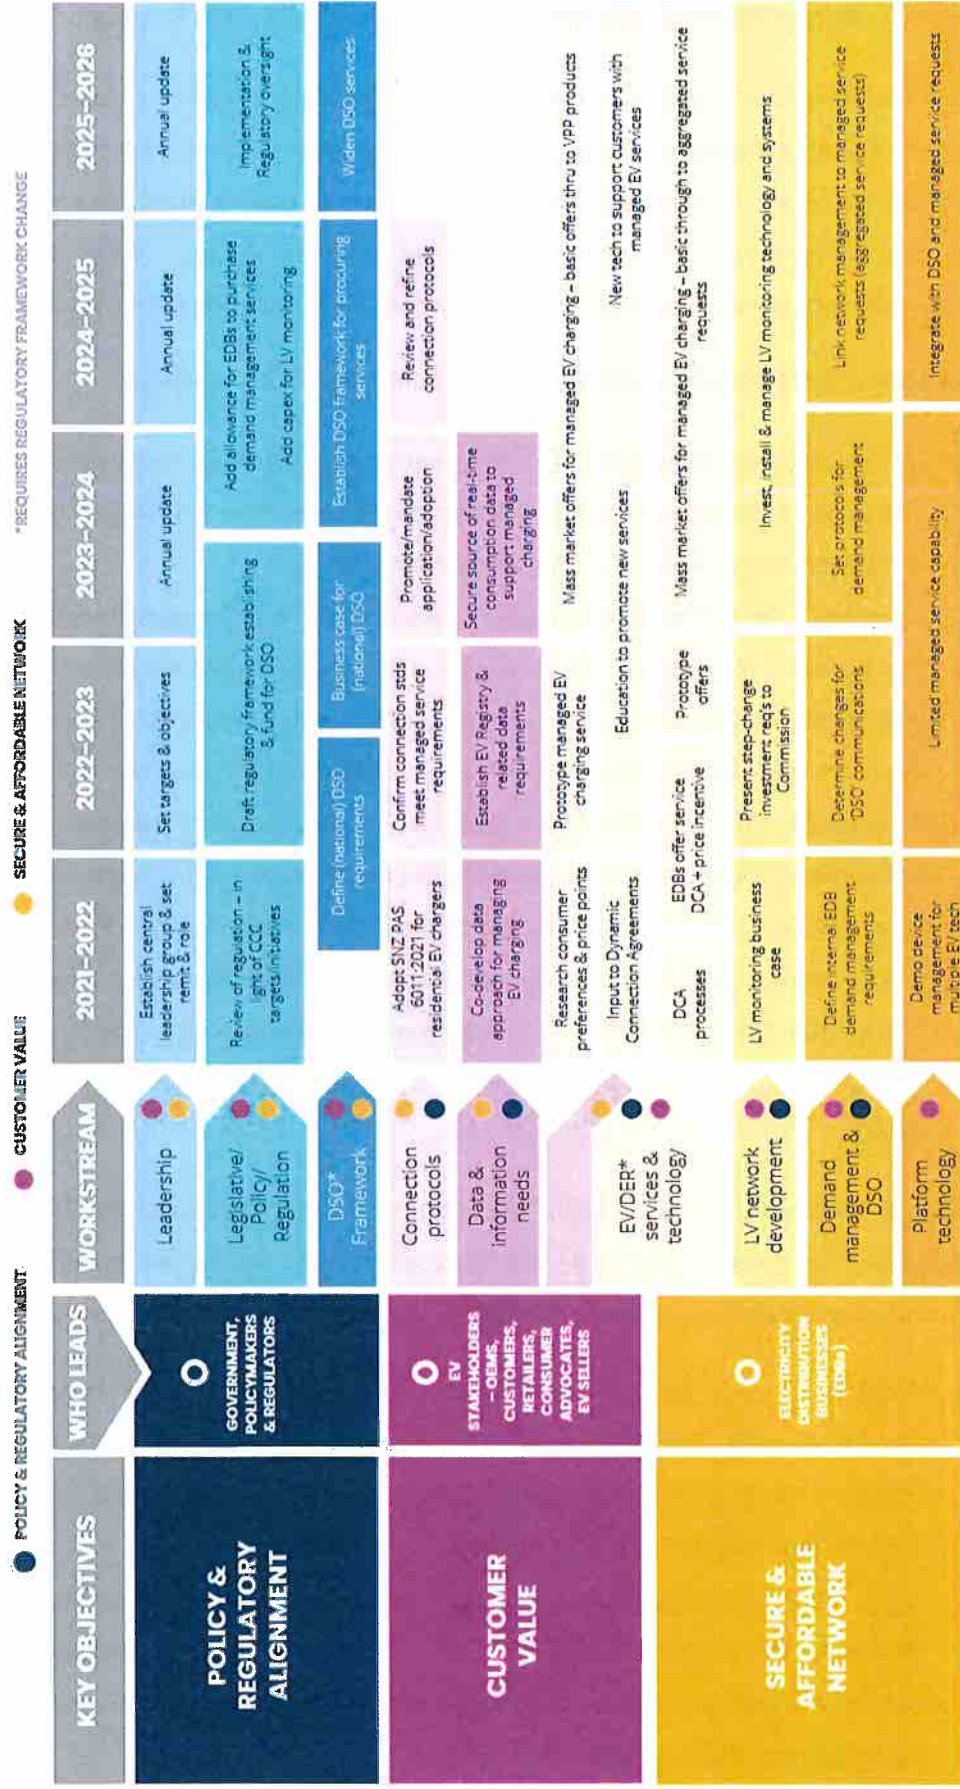 POLICY & REGULATORY ALIGNMENT
CUSTOMER VALUE
SECURE & AFFORDABLE NETWORK
*REQUIRES REGULATORY FRAMEWORK CHANGE
KEY OBJECTIVES
WHO LEADS
WORKSTREAM
2021-2022
2022-2023
2023-2024
2024-2025
2025-2026
POLICY &
REGULATORY
ALIGNMENT
GOVERNMENT,
POLICYMAKERS
& REGULATORS
Leadership
Establish central
leadership group & set
remit & role
Set targets & objectives
Annual update
Annual update
Annual update
Legislative/
Policy/
Regulation
Review of regulation – in
ght of CCC
targets/initiatives
Draft regulatory framework establishing
& fund for DSO
Add allowance for EDBs to purchase
demand management services
Add capex for LV monitoring
Implementation &
Regulatory oversight
DSO*
Framework
Define (national) DSO
requirements
Business case for
(national) DSO
Establish DSO framework for procuring
services
Widen DSO services
CUSTOMER
VALUE
EV
STAKEHOLDERS
– OEMS,
CUSTOMERS,
RETAILERS,
CONSUMER
ADVOCATES,
EV SELLERS
Connection
protocols
Adopt SNZ PAS
6011:2021 for
residential EV chargers
Confirm connection stds
meet managed service
requirements
Promote/mandate
application/adoption
Review and refine
connection protocols
Data &
information
needs
Co-develop data
approach for managing
EV charging
Establish EV Registry &
related data
requirements
Secure source of real-time
consumption data to
support managed
charging
EV/DER*
services &
technology
Research consumer
preferences & price points
Prototype managed EV
charging service
Mass market offers for managed EV charging – basic offers thru to VPP products
Input to Dynamic
Connection Agreements
Education to promote new services
New tech to support customers with
managed EV services
SECURE &
AFFORDABLE
NETWORK
ELECTRICITY
DISTRIBUTION
BUSINESSES
(EDBs)
DCA
processes
EDBs offer service
DCA + price incentive
Prototype
offers
Mass market offers for managed EV charging – basic through to aggregated service
requests
LV network
development
LV monitoring business
case
Present step-change
investment req's to
Commission
Invest, install & manage LV monitoring technology and systems
Demand
management &
DSO
Define internal EDB
demand management
requirements
Determine changes for
'DSO' communications
Set protocols for
demand management
Link network management to managed service
requests (aggregated service requests)
Platform
technology
Demo device
management for
multiple EV tech
Limited managed service capability
Integrate with DSO and managed service requests